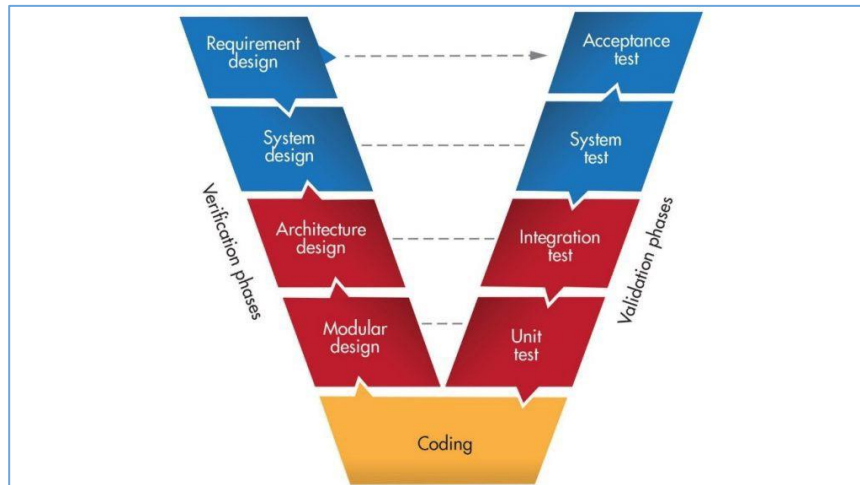 Requirement
design
Acceptance
test
System
design
System
test
Verification phases
Architecture
design
Integration
test
Validation phases
Modular
design
Unit
test
Coding